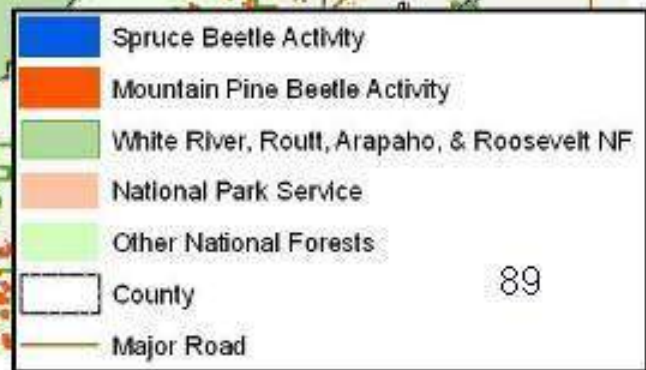 Spruce Beetle Activity
Mountain Pine Beetle Activity
White River, Routt, Arapaho, & Roosevelt NF
National Park Service
Other National Forests
89
County
Major Road